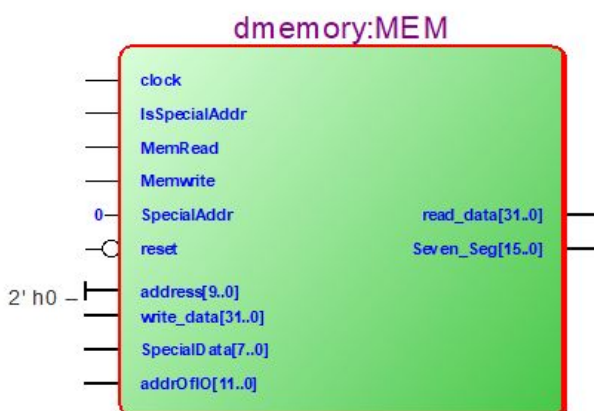 dmemory:MEM
clock
IsSpecialAddr
MemRead
Memwrite
0 SpecialAddr
read_data[31..0]
reset
Seven_Seg[15..0]
2' h0
address[9..0]
write_data[31..0]
SpecialData[7..0]
addrOfIO[11..0]